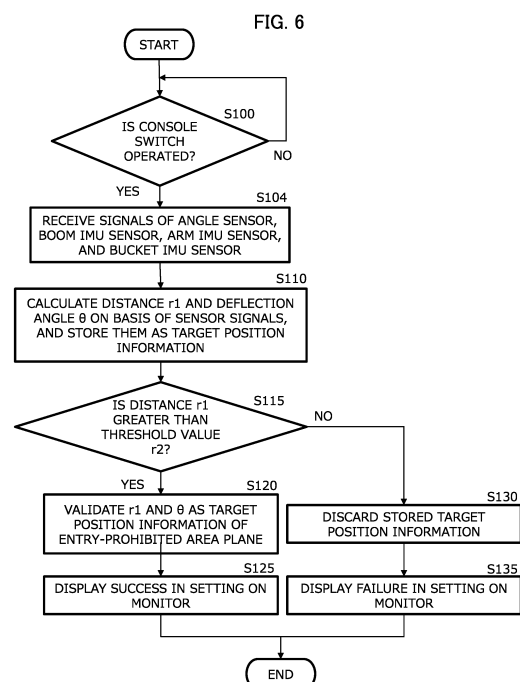 FIG. 6
START
S100
IS CONSOLE
SWITCH
OPERATED?
NO
YES
S104
RECEIVE SIGNALS OF ANGLE SENSOR,
BOOM IMU SENSOR, ARM IMU SENSOR,
AND BUCKET IMU SENSOR
S110
CALCULATE DISTANCE r1 AND DEFLECTION
ANGLE θ ON BASIS OF SENSOR SIGNALS,
AND STORE THEM AS TARGET POSITION
INFORMATION
S115
IS DISTANCE r1
GREATER THAN
THRESHOLD VALUE
r2?
NO
YES
S120
VALIDATE r1 AND θ AS TARGET
POSITION INFORMATION OF
ENTRY-PROHIBITED AREA PLANE
S130
DISCARD STORED TARGET
POSITION INFORMATION
S125
DISPLAY SUCCESS IN SETTING ON
MONITOR
S135
DISPLAY FAILURE IN SETTING ON
MONITOR
END